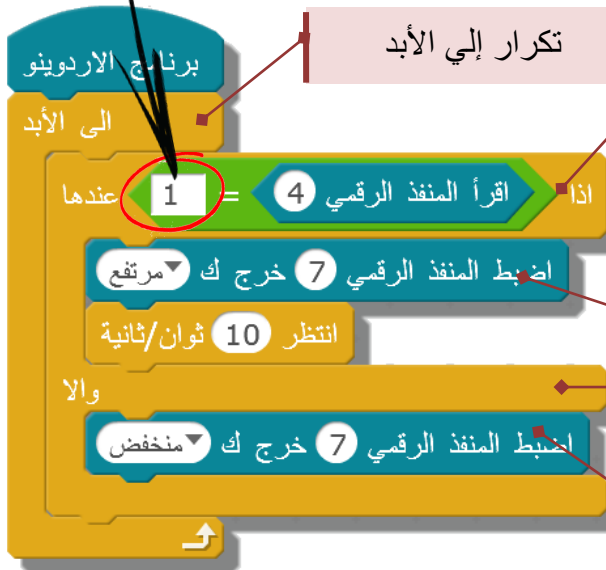 تكرار إلي الأبد
برنامج الاردوينو
الى الأبد
اذا اقرأ المنفذ الرقمي 4 = 1 عندها
اضبط المنفذ الرقمي 7 خرج ك مرتفع
انتظر 10 ثوان/ثانية
والا
اضبط المنفذ الرقمي 7 خرج ك منخفض